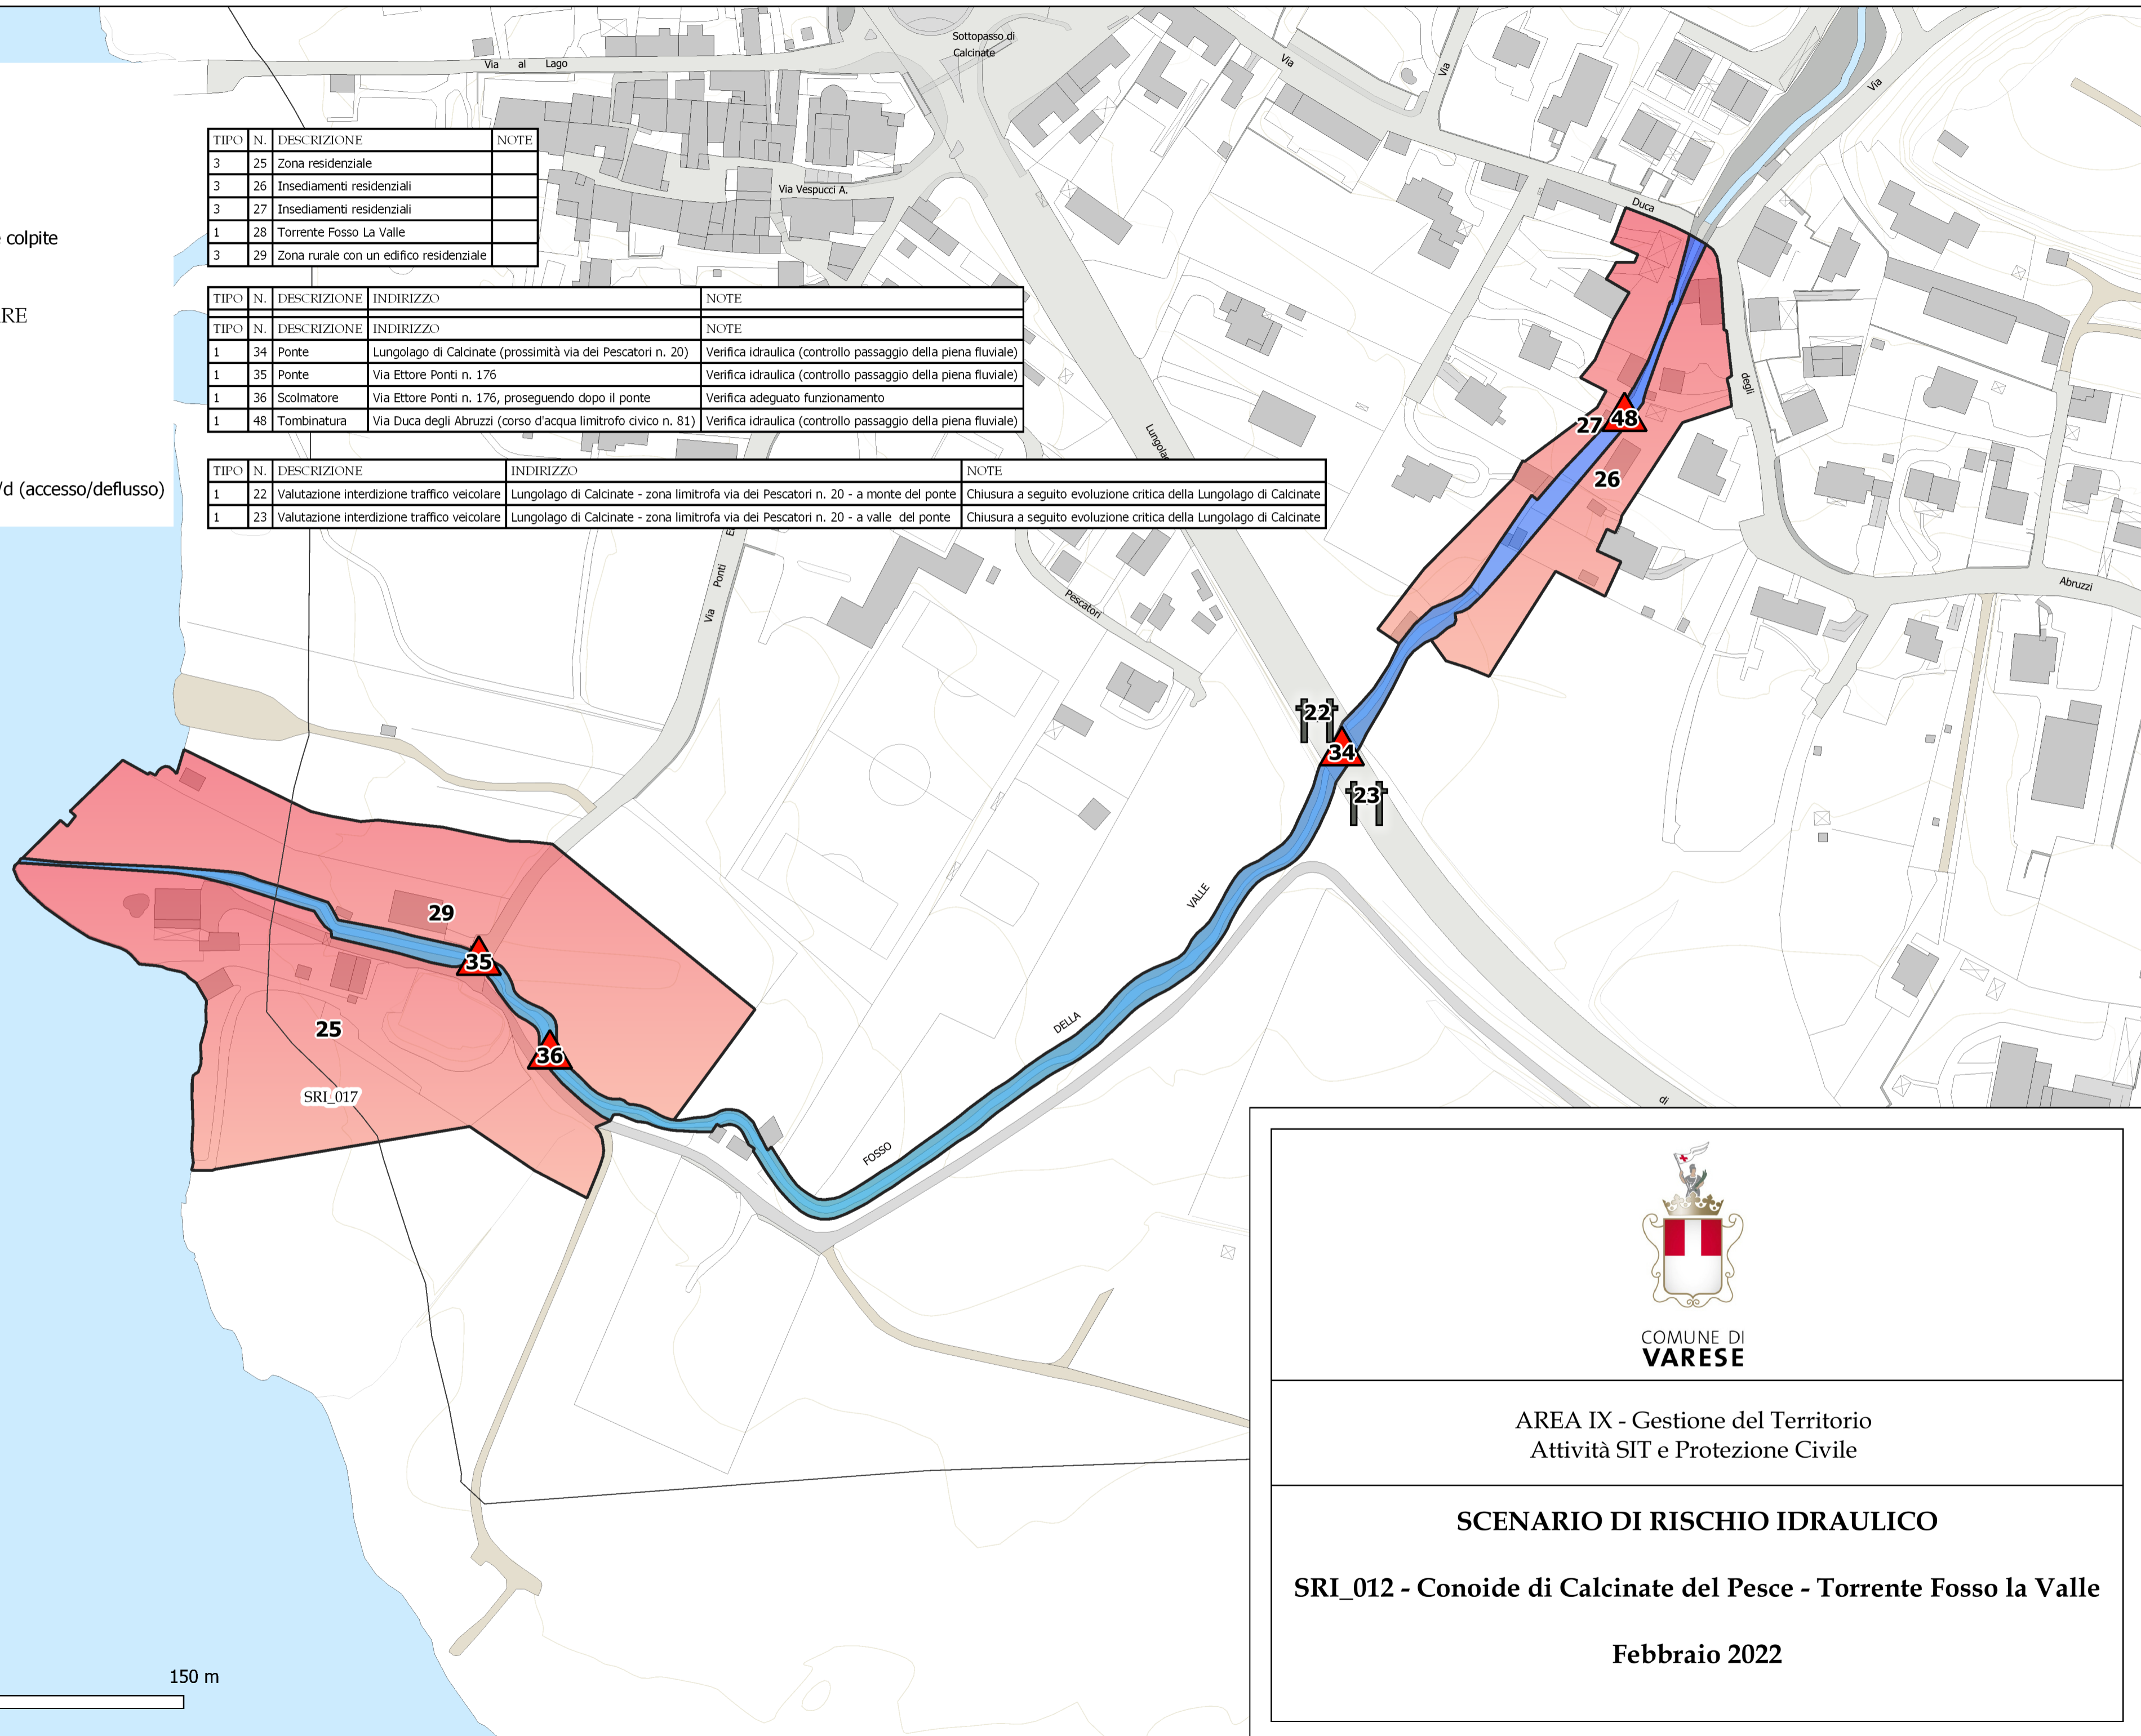 Via al Lago
Sottopasso di
Calcinate
Via
Via
Via
TIPO N. DESCRIZIONE NOTE
3 25 Zona residenziale
3 26 Insediamenti residenziali
3 27 Insediamenti residenziali
1 28 Torrente Fosso La Valle
3 29 Zona rurale con un edifico residenziale
Via Vespucci A.
Duca
colpite
RE
/d (accesso/deflusso)
TIPO N. DESCRIZIONE INDIRIZZO NOTE
TIPO N. DESCRIZIONE INDIRIZZO NOTE
1 34 Ponte Lungolago di Calcinate (prossimità via dei Pescatori n. 20) Verifica idraulica (controllo passaggio della piena fluviale)
1 35 Ponte Via Ettore Ponti n. 176 Verifica idraulica (controllo passaggio della piena fluviale)
1 36 Scolmatore Via Ettore Ponti n. 176, proseguendo dopo il ponte Verifica adeguato funzionamento
1 48 Tombinatura Via Duca degli Abruzzi (corso d'acqua limitrofo civico n. 81) Verifica idraulica (controllo passaggio della piena fluviale)
TIPO N. DESCRIZIONE INDIRIZZO NOTE
1 22 Valutazione interdizione traffico veicolare Lungolago di Calcinate - zona limitrofa via dei Pescatori n. 20 - a monte del ponte Chiusura a seguito evoluzione critica della Lungolago di Calcinate
1 23 Valutazione interdizione traffico veicolare Lungolago di Calcinate - zona limitrofa via dei Pescatori n. 20 - a valle del ponte Chiusura a seguito evoluzione critica della Lungolago di Calcinate
degli
27 48
26
Lungolag
Abruzzi
Via Ponti E
Pescatori
22
34
23
29
35
25
36
SRI_017
FOSSO DELLA VALLE
di
COMUNE DI
VARESE
AREA IX - Gestione del Territorio
Attività SIT e Protezione Civile
SCENARIO DI RISCHIO IDRAULICO
SRI_012 - Conoide di Calcinate del Pesce - Torrente Fosso la Valle
Febbraio 2022
150 m